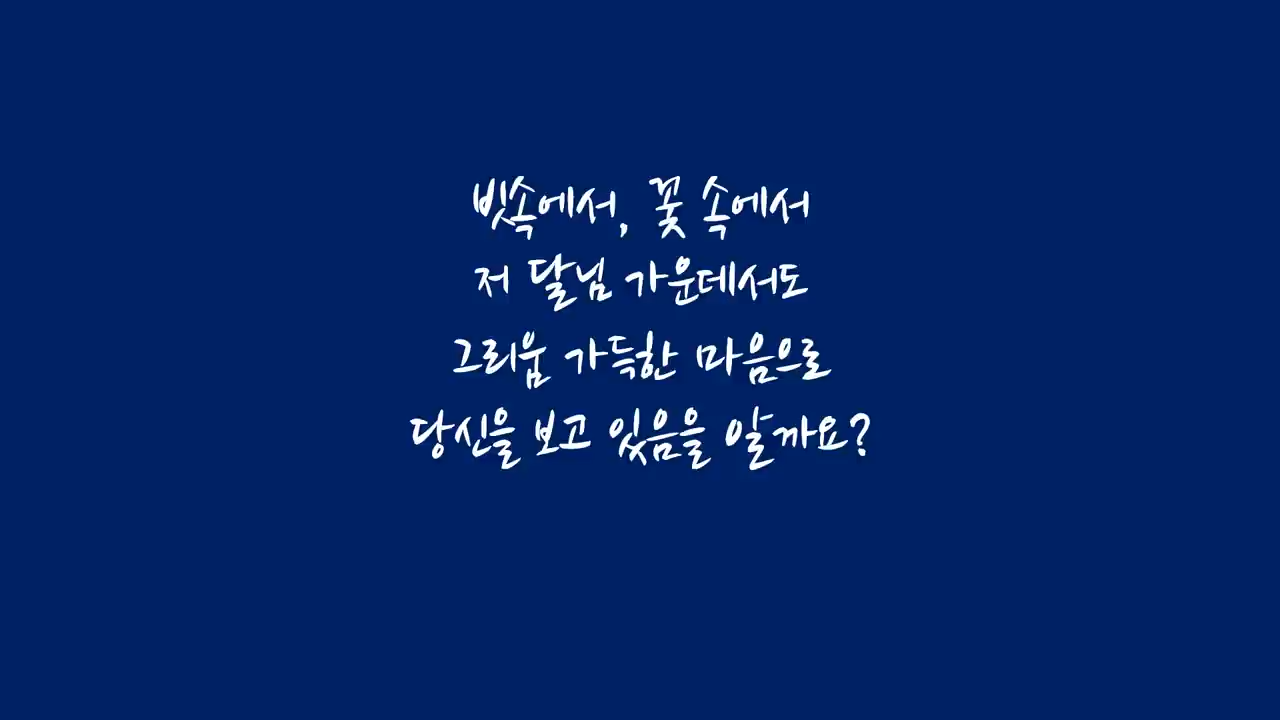 빗속에서, 꽃 속에서
저 달님 가운데서도
그리움 가득한 마음으로
당신을 보고 있음을 알까요?